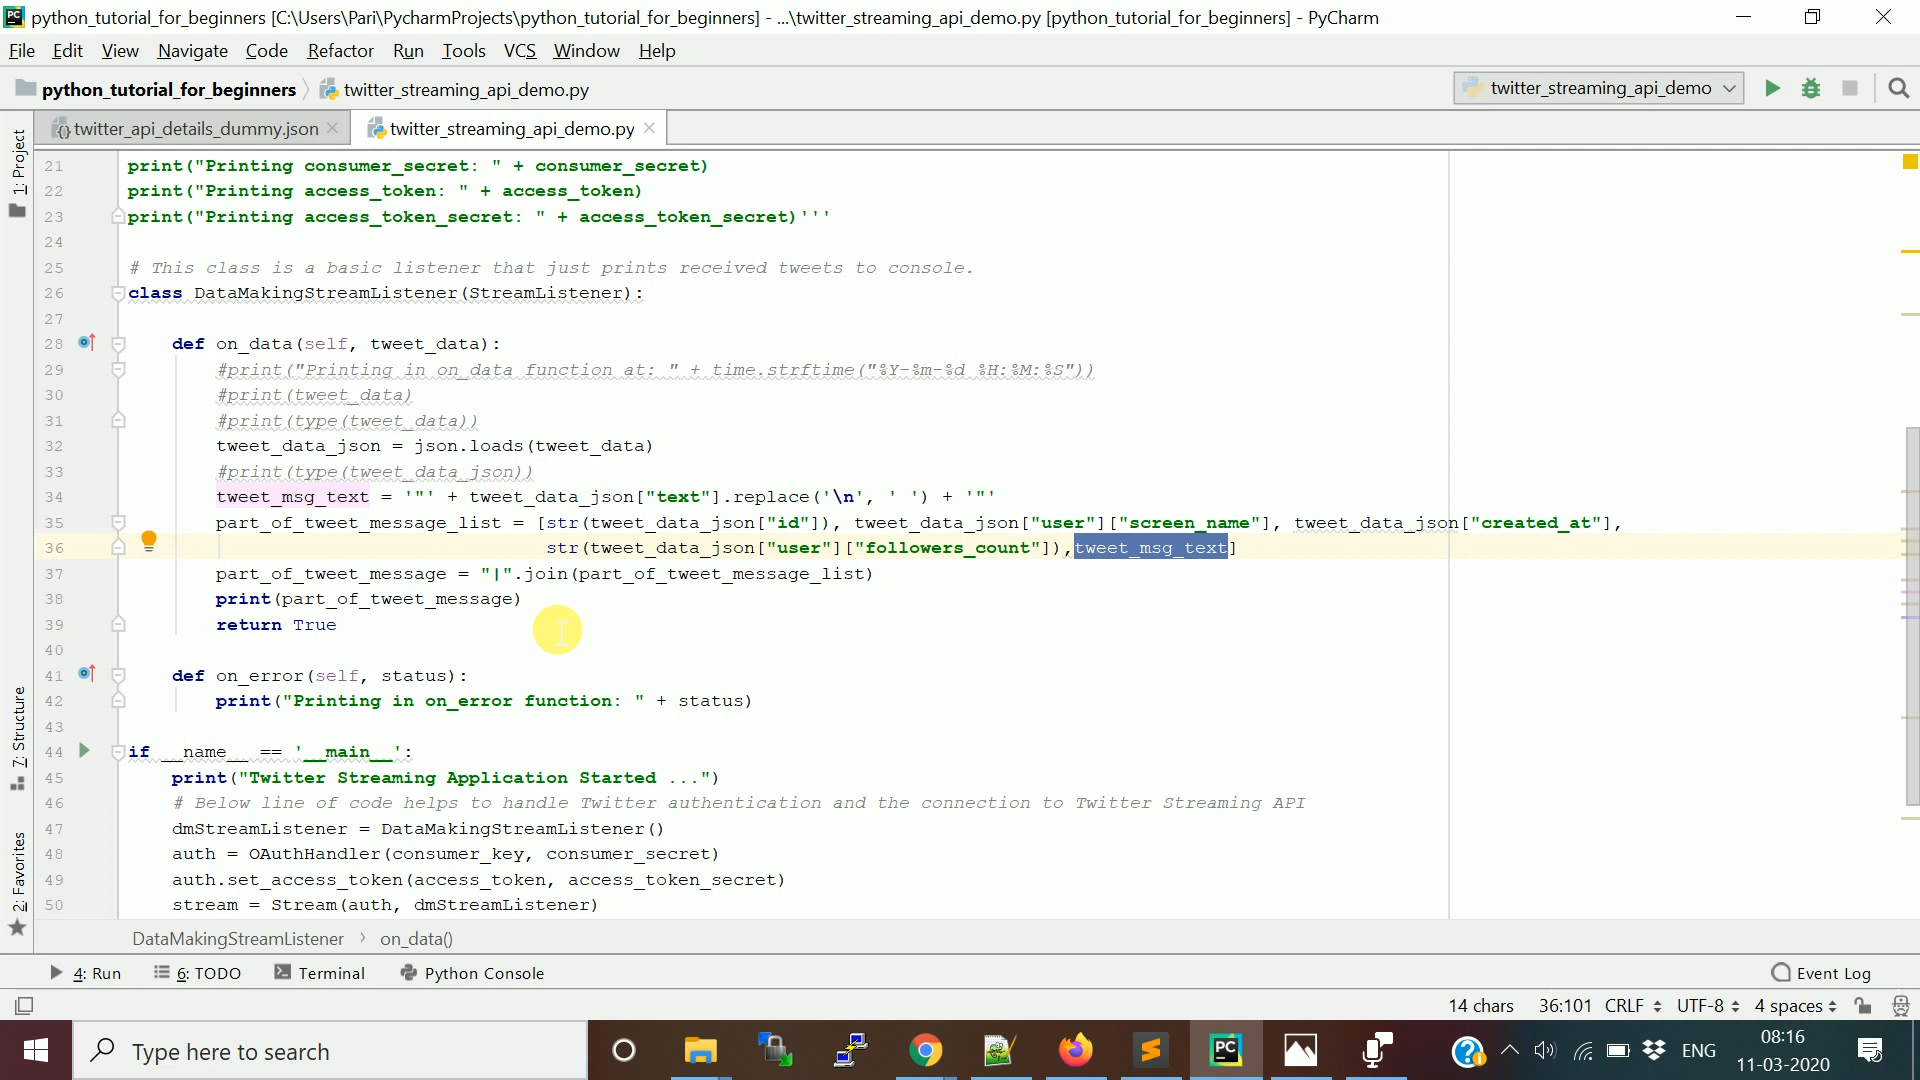 python_tutorial_for_beginners [C:\Users\Pari\PycharmProjects\python_tutorial_for_beginners] - ...\twitter_streaming_api_demo.py [python_tutorial_for_beginners] - PyCharm
File Edit View Navigate Code Refactor Run Tools VCS Window Help
python_tutorial_for_beginners twitter_streaming_api_demo.py twitter_streaming_api_demo
twitter_api_details_dummy.json twitter_streaming_api_demo.py
1: Project
7: Structure
2: Favorites
21 print("Printing consumer_secret: " + consumer_secret)
22 print("Printing access_token: " + access_token)
23 print("Printing access_token_secret: " + access_token_secret)'''
24
25 # This class is a basic listener that just prints received tweets to console.
26 class DataMakingStreamListener(StreamListener):
27
28 def on_data(self, tweet_data):
29 #print("Printing in on_data function at: " + time.strftime("%Y-%m-%d %H:%M:%S"))
30 #print(tweet_data)
31 #print(type(tweet_data))
32 tweet_data_json = json.loads(tweet_data)
33 #print(type(tweet_data_json))
34 tweet_msg_text = '"' + tweet_data_json["text"].replace('\n', ' ') + '"'
35 part_of_tweet_message_list = [str(tweet_data_json["id"]), tweet_data_json["user"]["screen_name"], tweet_data_json["created_at"],
36 str(tweet_data_json["user"]["followers_count"]),tweet_msg_text]
37 part_of_tweet_message = "|".join(part_of_tweet_message_list)
38 print(part_of_tweet_message)
39 return True
40
41 def on_error(self, status):
42 print("Printing in on_error function: " + status)
43
44 if __name__ == '__main__':
45 print("Twitter Streaming Application Started ...")
46 # Below line of code helps to handle Twitter authentication and the connection to Twitter Streaming API
47 dmStreamListener = DataMakingStreamListener()
48 auth = OAuthHandler(consumer_key, consumer_secret)
49 auth.set_access_token(access_token, access_token_secret)
50 stream = Stream(auth, dmStreamListener)
DataMakingStreamListener › on_data()
4: Run 6: TODO Terminal Python Console Event Log
14 chars 36:101 CRLF UTF-8 4 spaces
Type here to search ENG 08:16
11-03-2020